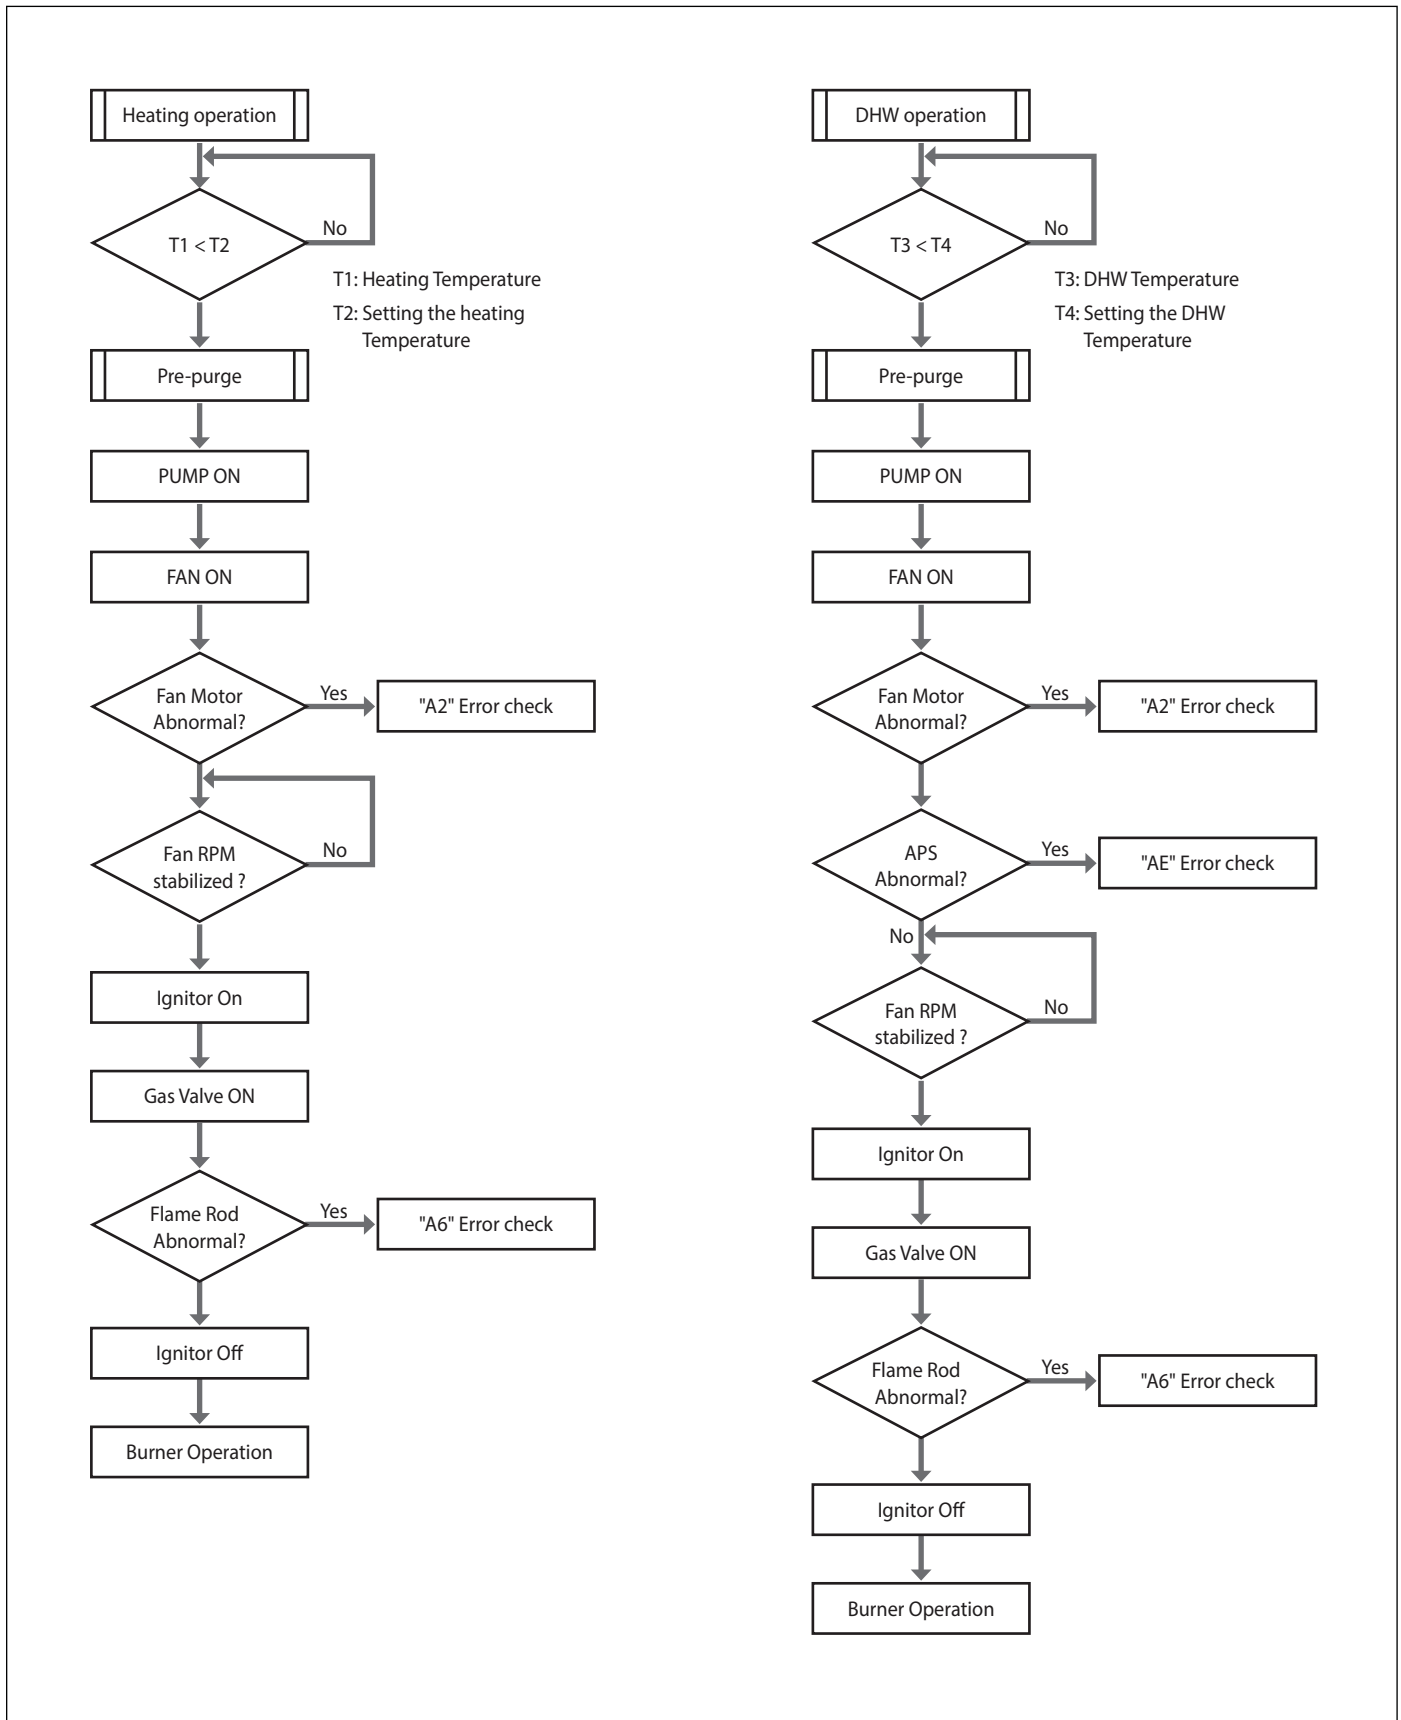 Heating operation
No
T1 < T2
T1: Heating Temperature
T2: Setting the heating
Temperature
Pre-purge
PUMP ON
FAN ON
Fan Motor
Abnormal?
Yes
"A2" Error check
Fan RPM
stabilized ?
No
Ignitor On
Gas Valve ON
Flame Rod
Abnormal?
Yes
"A6" Error check
Ignitor Off
Burner Operation
DHW operation
No
T3 < T4
T3: DHW Temperature
T4: Setting the DHW
Temperature
Pre-purge
PUMP ON
FAN ON
Fan Motor
Abnormal?
Yes
"A2" Error check
APS
Abnormal?
Yes
"AE" Error check
No
Fan RPM
stabilized ?
No
Ignitor On
Gas Valve ON
Flame Rod
Abnormal?
Yes
"A6" Error check
Ignitor Off
Burner Operation